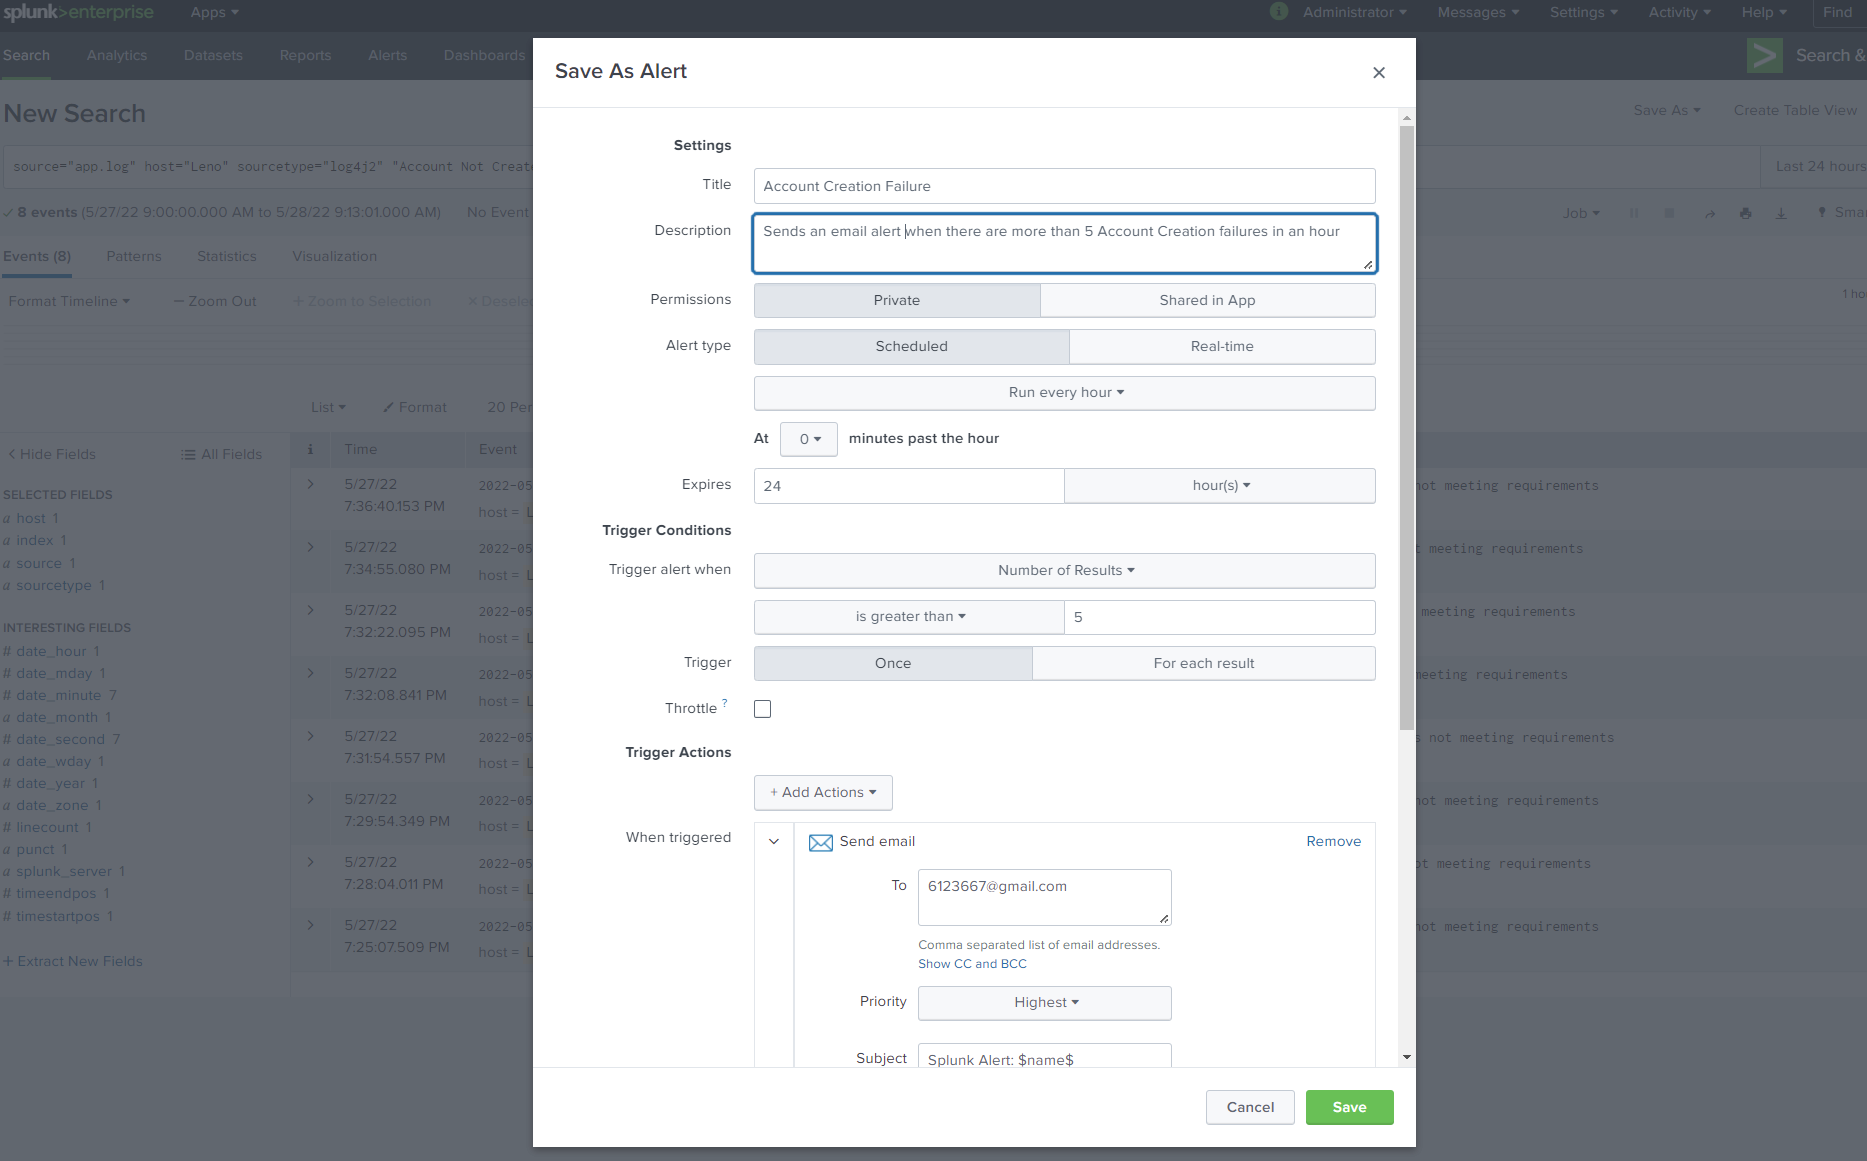 splunk>enterprise Apps Administrator Messages Settings Activity Help Find
Search Analytics Datasets Reports Alerts Dashboards Search &
New Search Save As Create Table View
source="app.log" host="Leno" sourcetype="log4j2" "Account Not Create Last 24 hours
✓ 8 events (5/27/22 9:00:00.000 AM to 5/28/22 9:13:01.000 AM) No Event Job Smar
Events (8) Patterns Statistics Visualization
Format Timeline — Zoom Out + Zoom to Selection × Deselec 1 ho
List Format 20 Per
< Hide Fields All Fields
SELECTED FIELDS
a host 1
a index 1
a source 1
a sourcetype 1
INTERESTING FIELDS
# date_hour 1
# date_mday 1
# date_minute 7
a date_month 1
# date_second 7
a date_wday 1
# date_year 1
a date_zone 1
# linecount 1
a punct 1
a splunk_server 1
# timeendpos 1
# timestartpos 1
+ Extract New Fields
i Time Event
> 5/27/22 2022-05 not meeting requirements
7:36:40.153 PM host = L
> 5/27/22 2022-05 t meeting requirements
7:34:55.080 PM host = L
> 5/27/22 2022-05 meeting requirements
7:32:22.095 PM host = L
> 5/27/22 2022-05 meeting requirements
7:32:08.841 PM host = L
> 5/27/22 2022-05 s not meeting requirements
7:31:54.557 PM host = L
> 5/27/22 2022-05 not meeting requirements
7:29:54.349 PM host = L
> 5/27/22 2022-05 ot meeting requirements
7:28:04.011 PM host = L
> 5/27/22 2022-05 not meeting requirements
7:25:07.509 PM host = L
Save As Alert ×
Settings
Title Account Creation Failure
Description Sends an email alert when there are more than 5 Account Creation failures in an hour
Permissions Private Shared in App
Alert type Scheduled Real-time
Run every hour
At 0 minutes past the hour
Expires 24 hour(s)
Trigger Conditions
Trigger alert when Number of Results
is greater than 5
Trigger Once For each result
Throttle ?
Trigger Actions
+ Add Actions
When triggered Send email Remove
To 6123667@gmail.com
Comma separated list of email addresses.
Show CC and BCC
Priority Highest
Subject Splunk Alert: $name$
Cancel Save